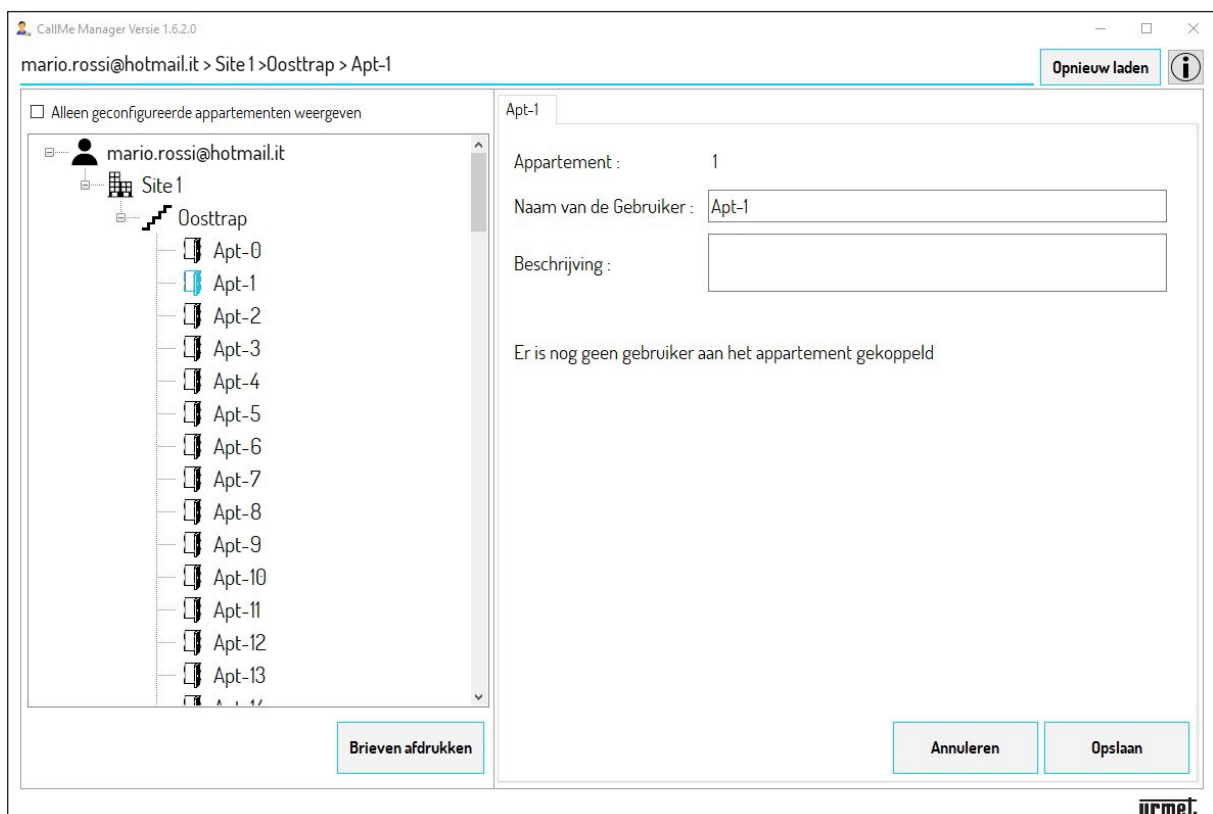 CallMe Manager Versie 1.6.2.0
mario.rossi@hotmail.it > Site 1 >Oosttrap > Apt-1
Opnieuw laden
Alleen geconfigureerde appartementen weergeven
mario.rossi@hotmail.it
Site 1
Oosttrap
Apt-0
Apt-1
Apt-2
Apt-3
Apt-4
Apt-5
Apt-6
Apt-7
Apt-8
Apt-9
Apt-10
Apt-11
Apt-12
Apt-13
Brieven afdrukken
Apt-1
Appartement : 1
Naam van de Gebruiker : Apt-1
Beschrijving :
Er is nog geen gebruiker aan het appartement gekoppeld
Annuleren
Opslaan
urmet